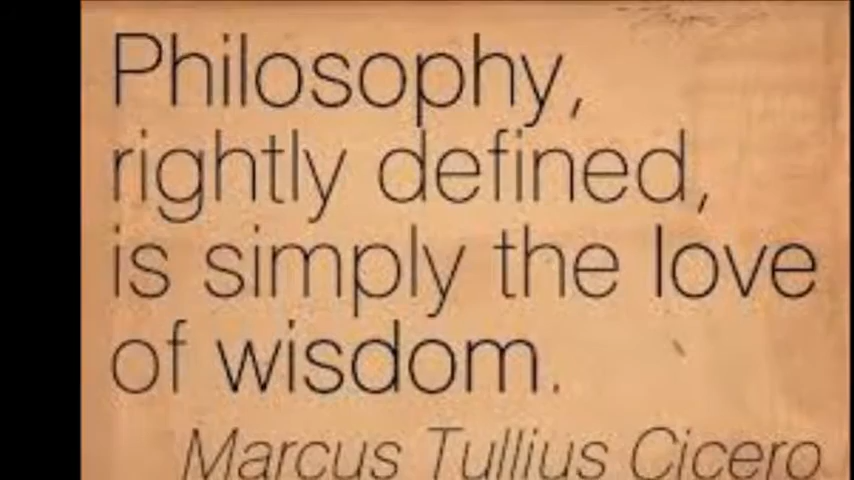 Philosophy,
rightly defined,
is simply the love
of wisdom.
Marcus Tullius Cicero